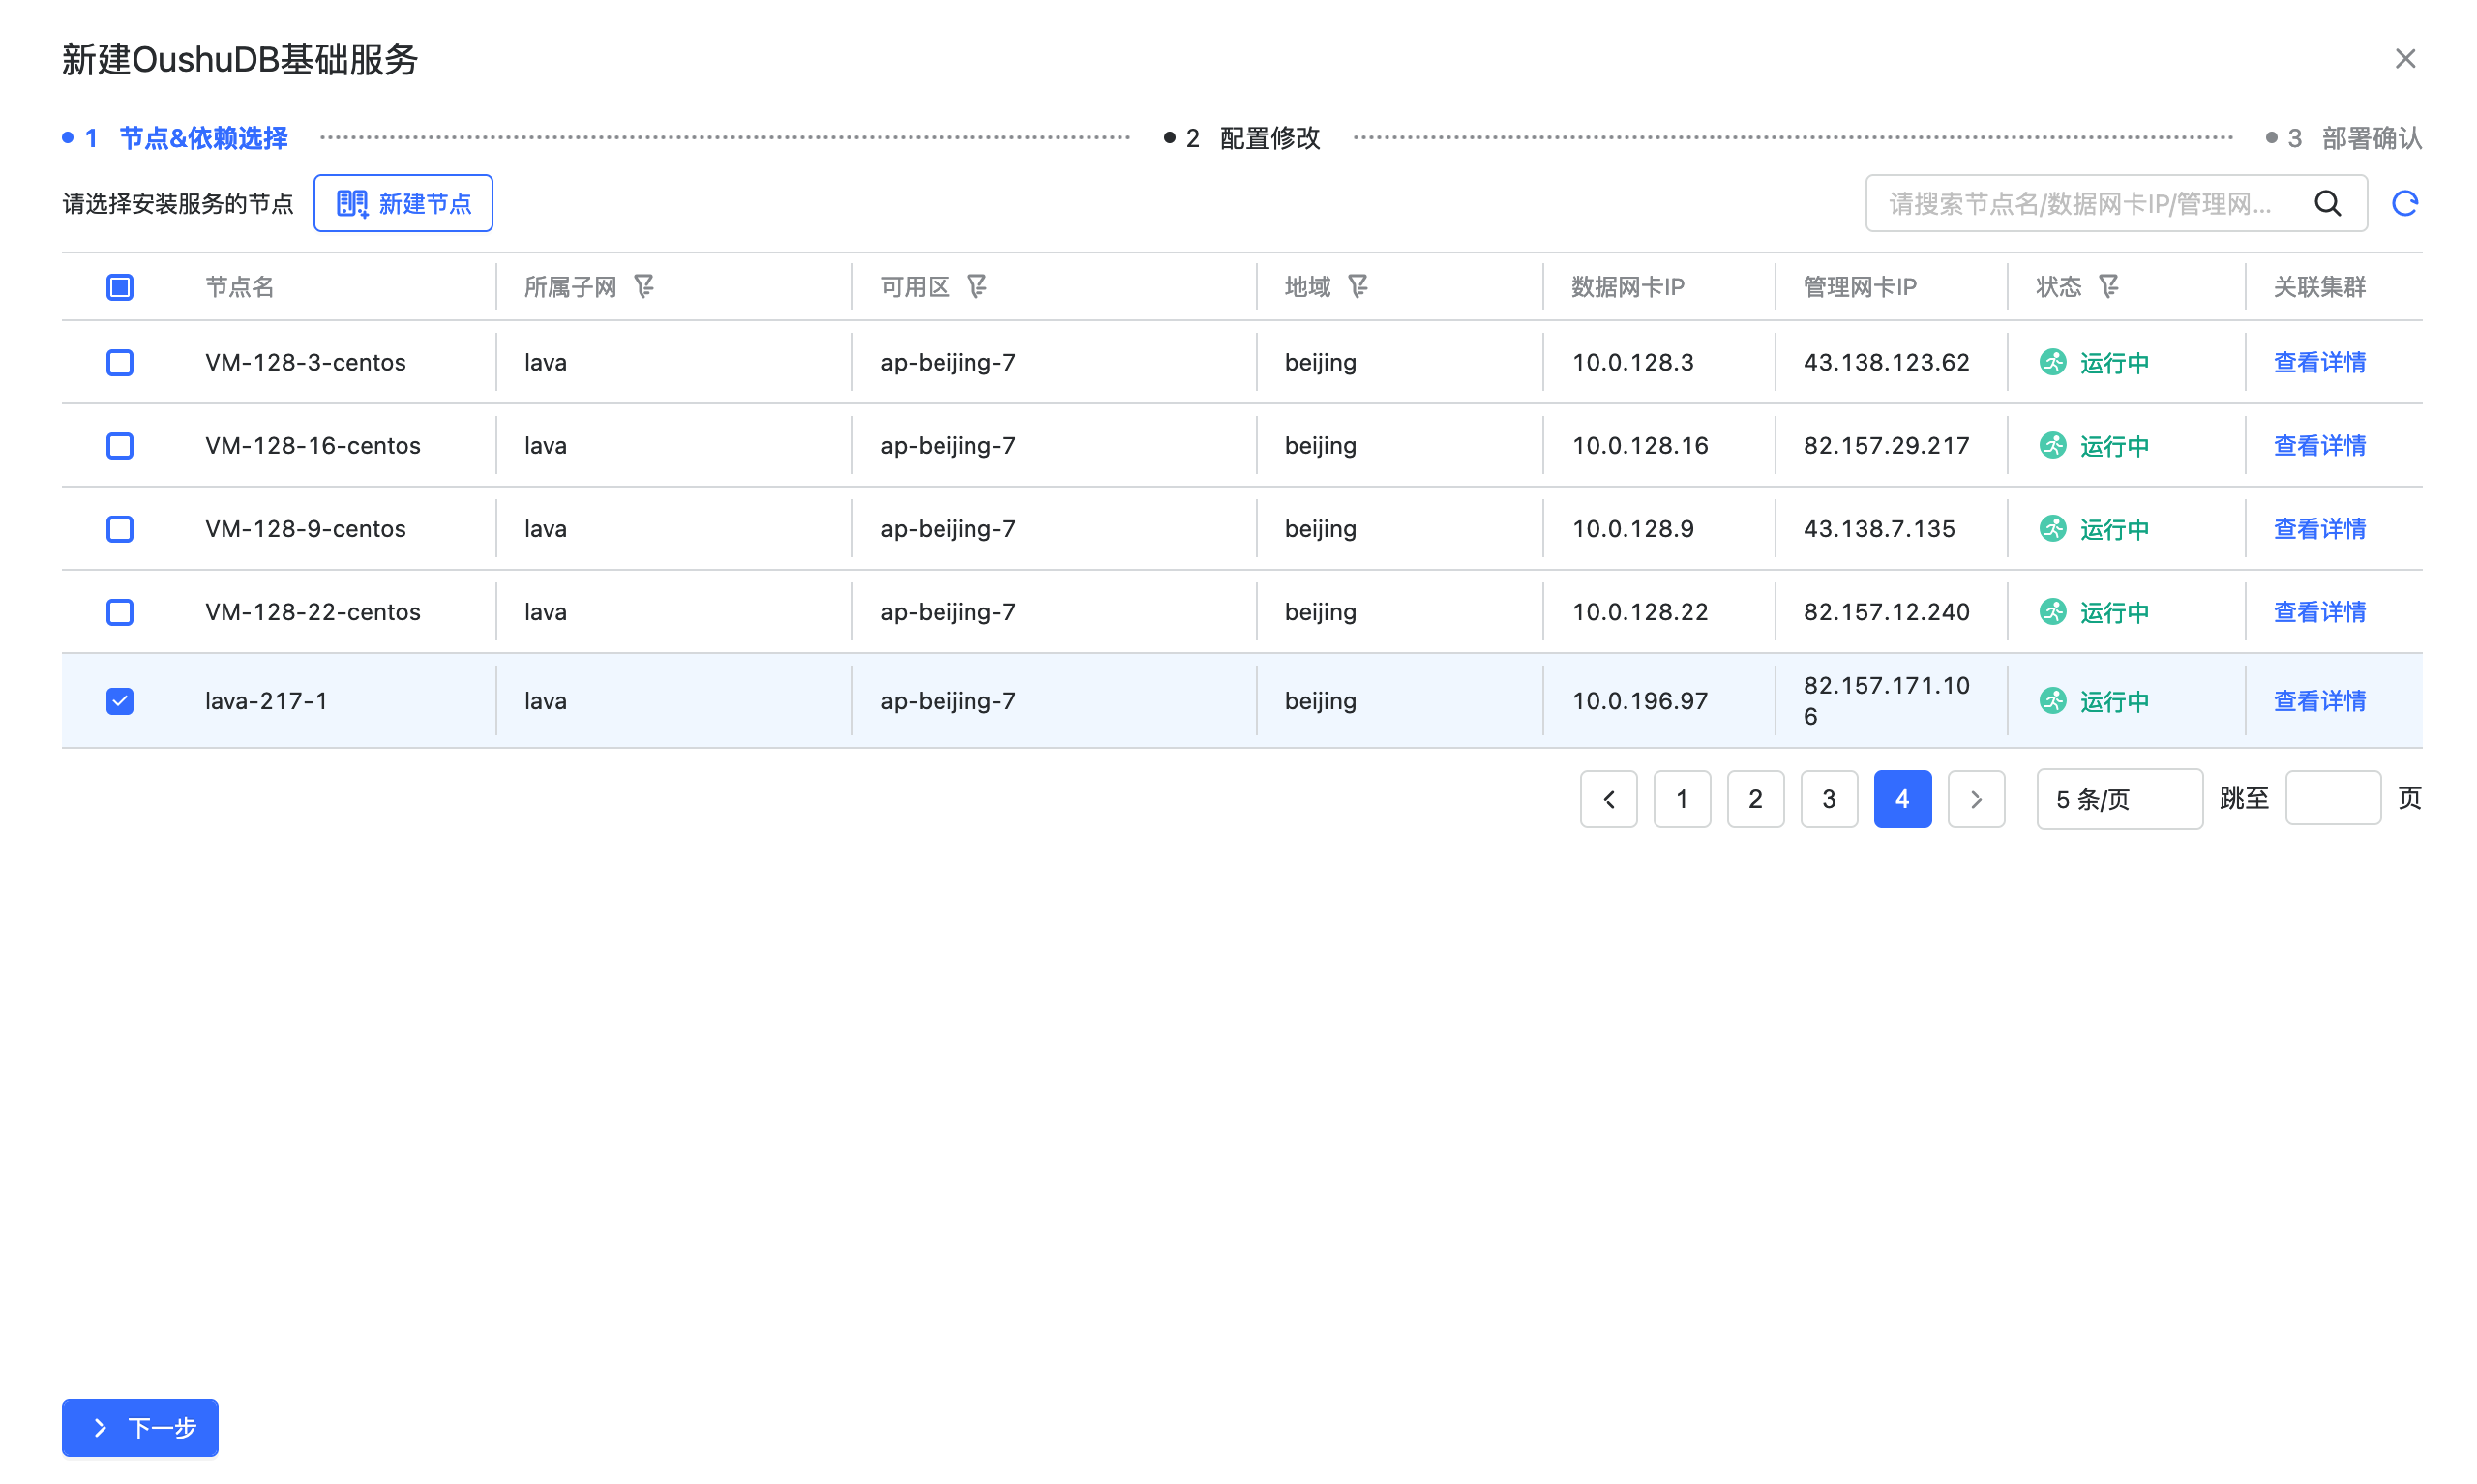 新建OushuDB基础服务
1 节点&依赖选择 2 配置修改 3 部署确认
请选择安装服务的节点 新建节点 请搜索节点名/数据网卡IP/管理网...
节点名 所属子网 可用区 地域 数据网卡IP 管理网卡IP 状态 关联集群
VM-128-3-centos lava ap-beijing-7 beijing 10.0.128.3 43.138.123.62 运行中 查看详情
VM-128-16-centos lava ap-beijing-7 beijing 10.0.128.16 82.157.29.217 运行中 查看详情
VM-128-9-centos lava ap-beijing-7 beijing 10.0.128.9 43.138.7.135 运行中 查看详情
VM-128-22-centos lava ap-beijing-7 beijing 10.0.128.22 82.157.12.240 运行中 查看详情
lava-217-1 lava ap-beijing-7 beijing 10.0.196.97 82.157.171.10 运行中 查看详情
6
1 2 3 4 5 条/页 跳至 页
下一步